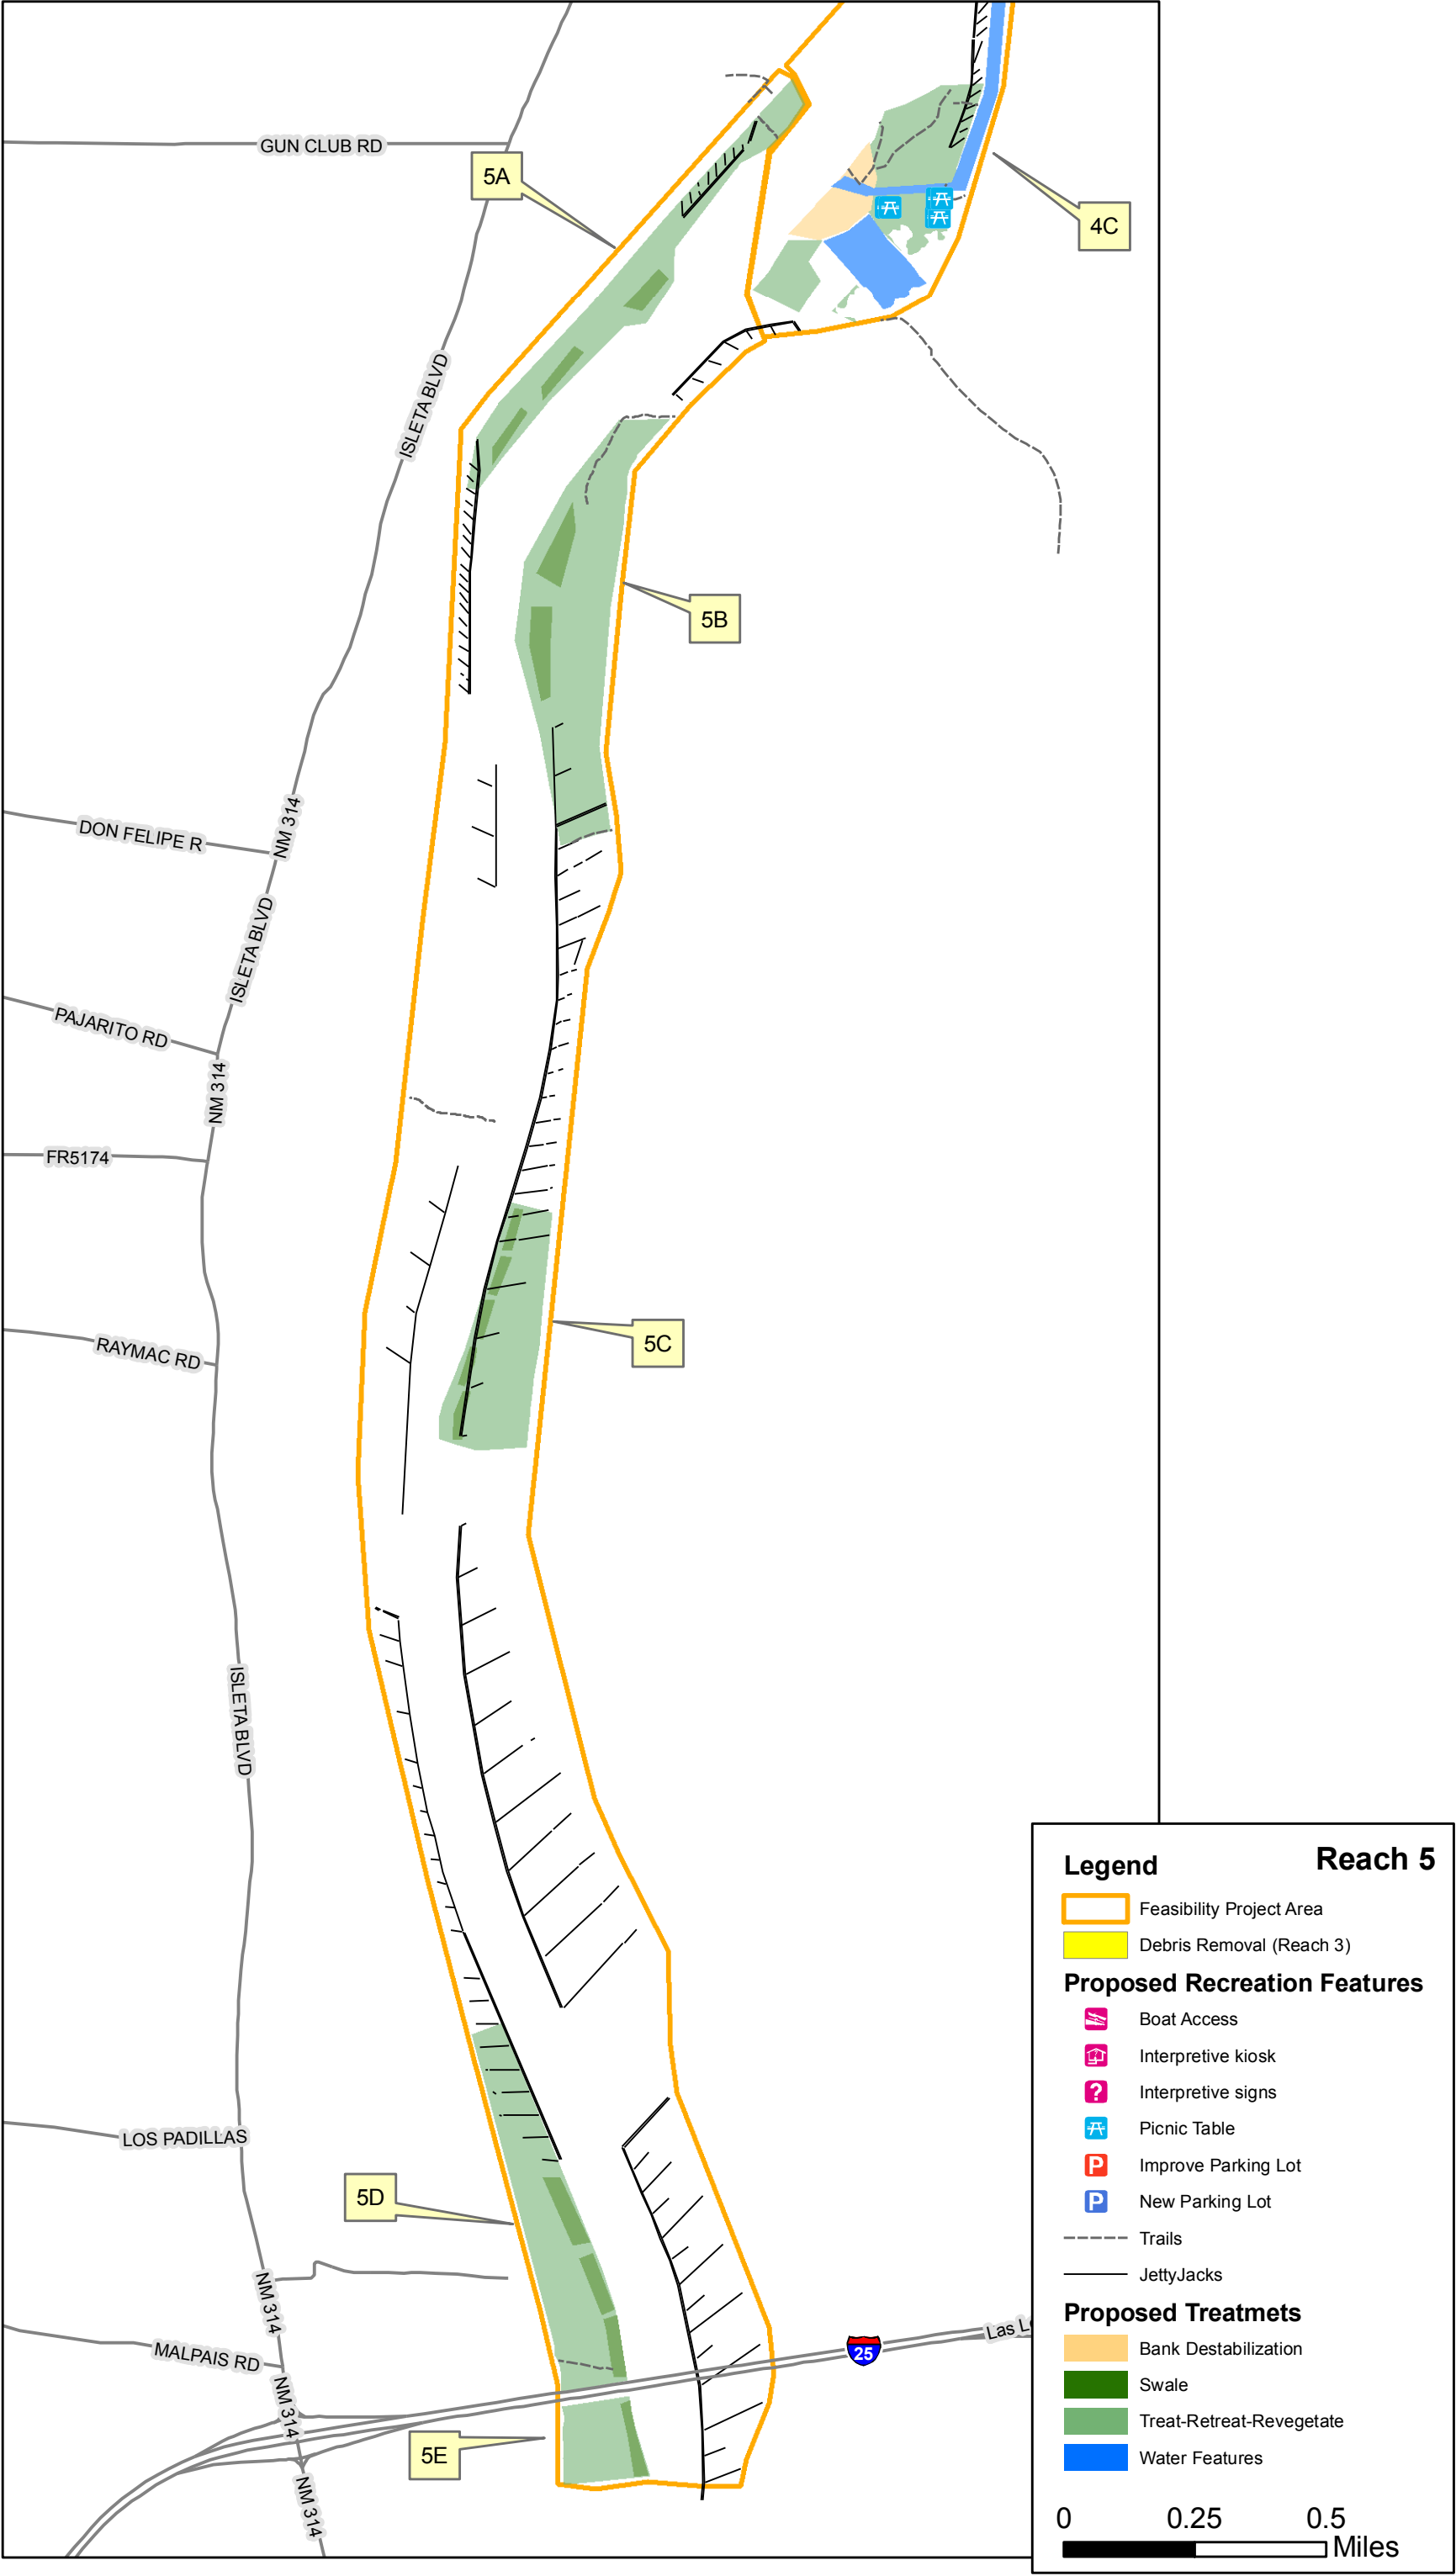 GUN CLUB RD
5A
4C
ISLETA BLVD
5B
DON FELIPE R
NM 314
ISLETA BLVD
PAJARITO RD
NM 314
FR5174
RAYMAC RD
5C
ISLETA BLVD
LOS PADILLAS
5D
NM 314
MALPAIS RD
Las L
25
NM 314
5E
NM 314
Legend
Reach 5
Feasibility Project Area
Debris Removal (Reach 3)
Proposed Recreation Features
Boat Access
Interpretive kiosk
? Interpretive signs
Picnic Table
P Improve Parking Lot
P New Parking Lot
Trails
JettyJacks
Proposed Treatmets
Bank Destabilization
Swale
Treat-Retreat-Revegetate
Water Features
0 0.25 0.5
Miles